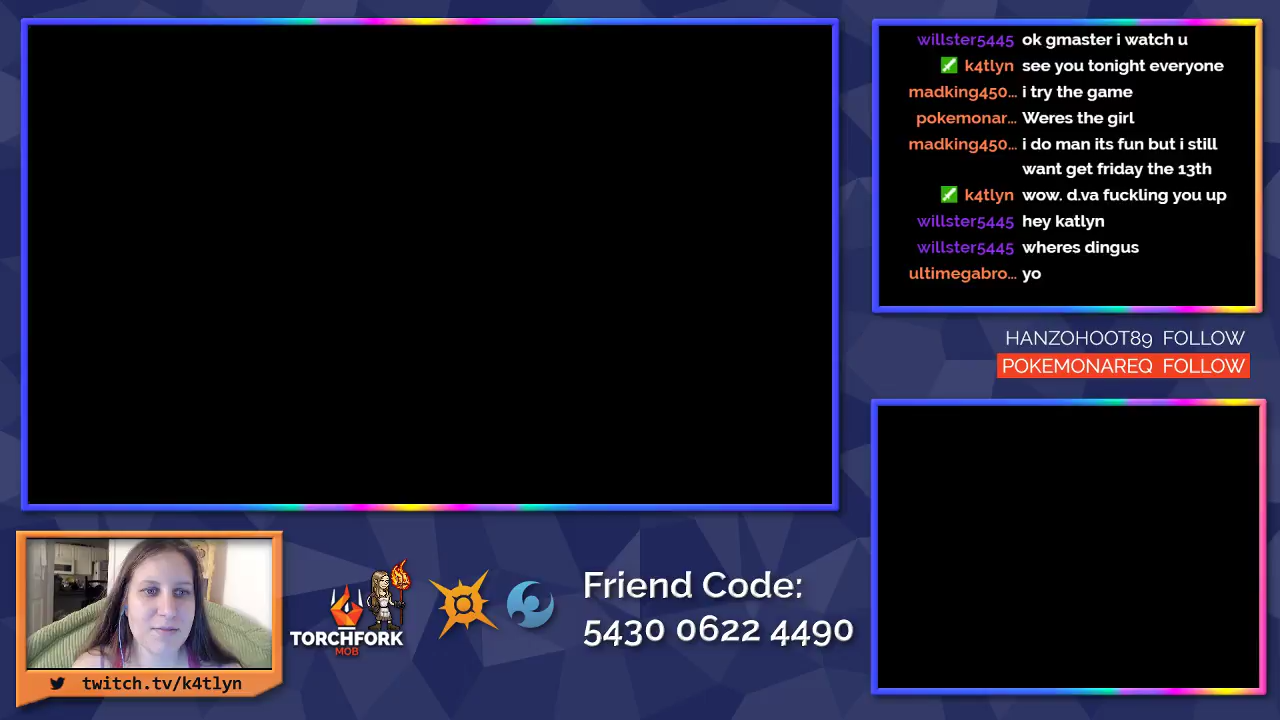 willster5445 ok gmaster i watch u
k4tlyn see you tonight everyone
madking450... i try the game
pokemonar... Weres the girl
madking450... i do man its fun but i still
want get friday the 13th
k4tlyn wow. d.va fuckling you up
willster5445 hey katlyn
willster5445 wheres dingus
ultimegabro... yo
HANZOHOOT89 FOLLOW
POKEMONAREQ FOLLOW
Friend Code:
5430 0622 4490
TORCHFORK
MOB
twitch.tv/k4tlyn